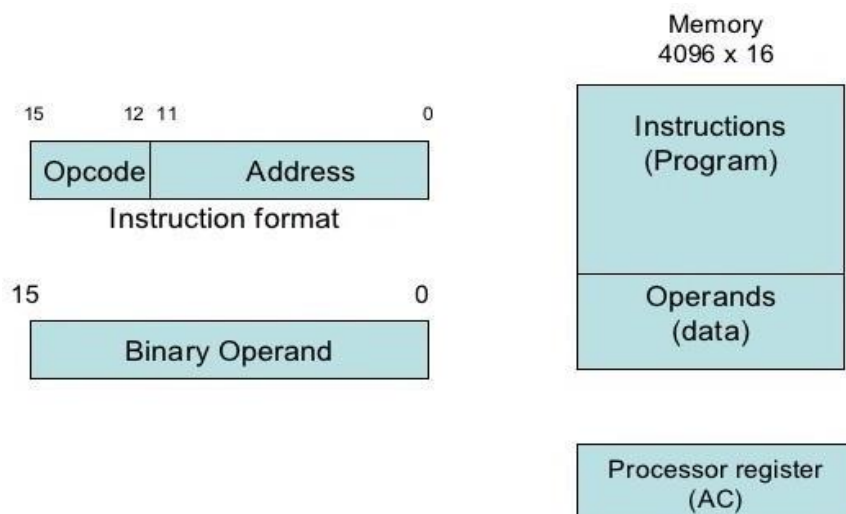 Memory
4096 x 16
15 12 11 0
Opcode Address
Instruction format
15 0
Binary Operand
Instructions
(Program)
Operands
(data)
Processor register
(AC)